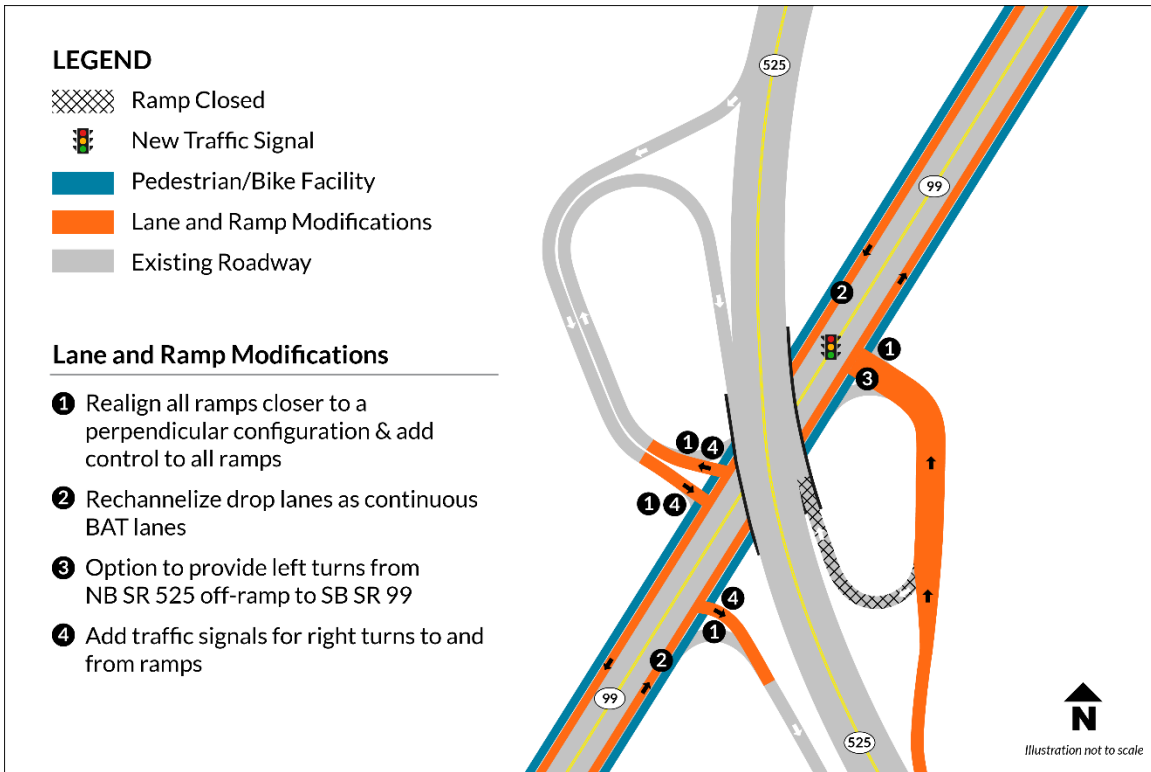 LEGEND
Ramp Closed
New Traffic Signal
Pedestrian/Bike Facility
Lane and Ramp Modifications
Existing Roadway
Lane and Ramp Modifications
1 Realign all ramps closer to a
perpendicular configuration & add
control to all ramps
2 Rechannelize drop lanes as continuous
BAT lanes
3 Option to provide left turns from
NB SR 525 off-ramp to SB SR 99
4 Add traffic signals for right turns to and
from ramps
525
99
2
1
3
1 4
1 4
4
1
2
99
525
N
Illustration not to scale